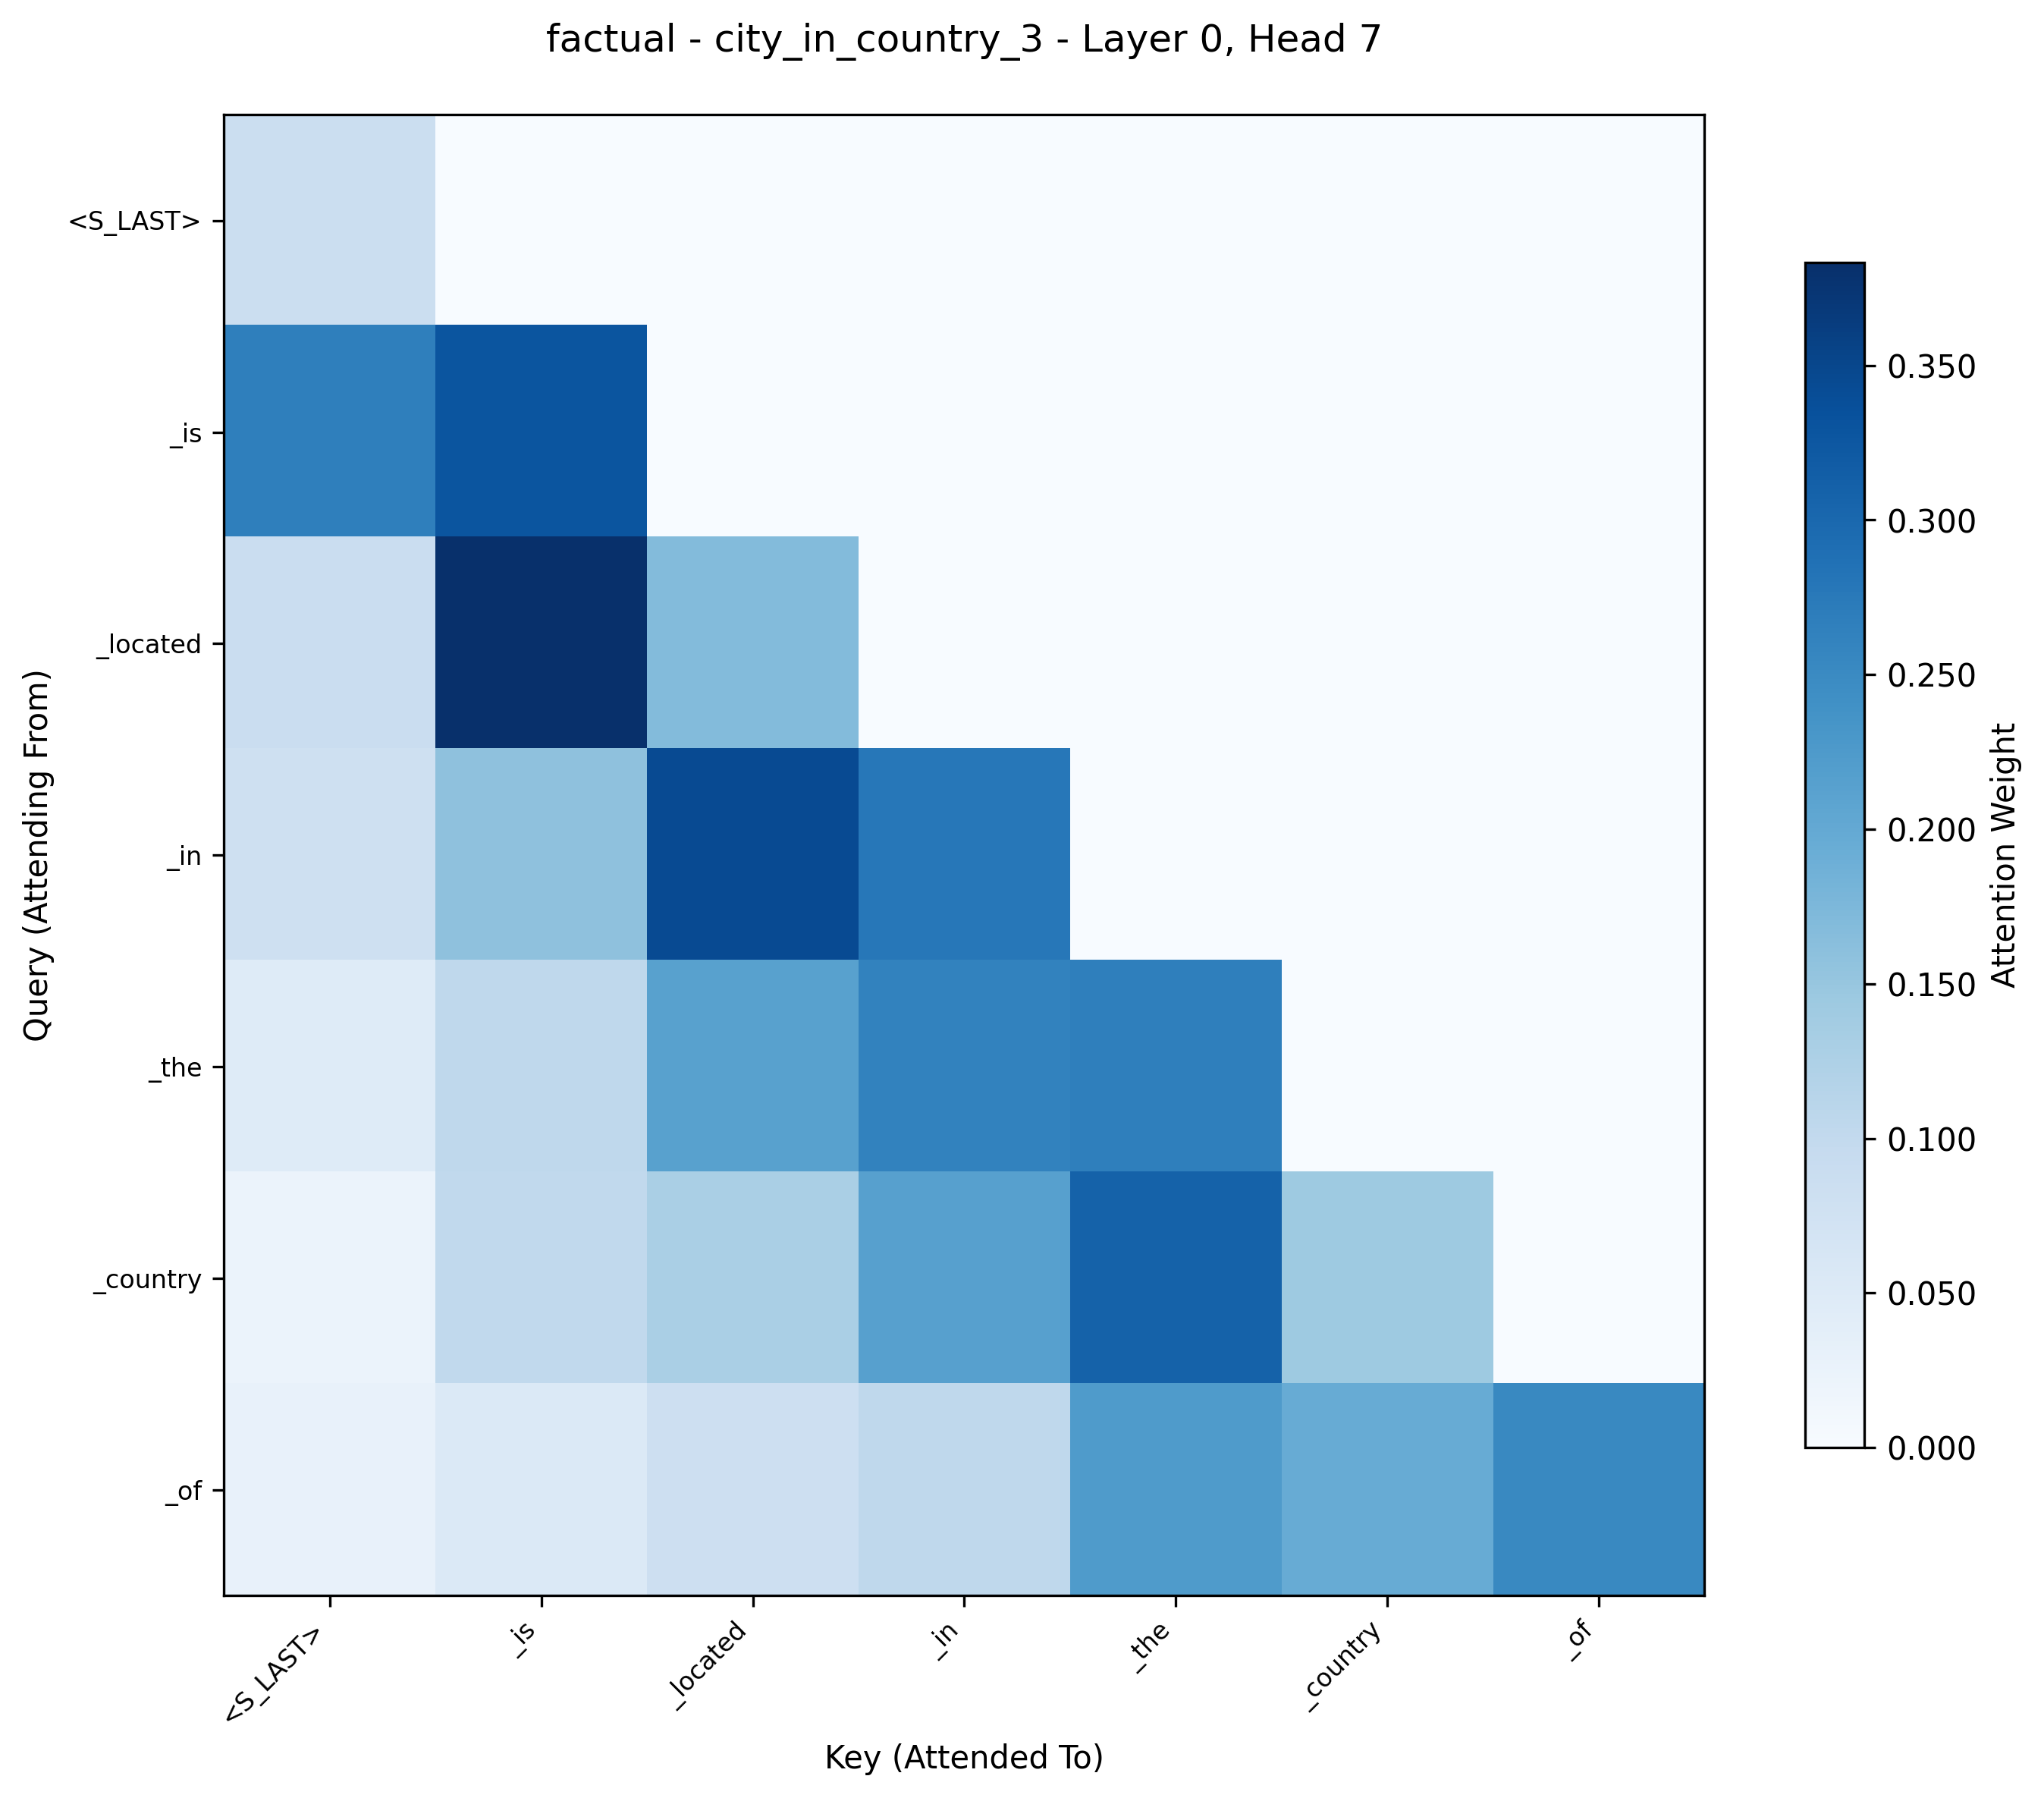 factual - city_in_country_3 - Layer 0, Head 7
Query (Attending From)
<S_LAST>
_is
_located
_in
_the
_country
_of
<S_LAST>
_is
_located
_in
_the
_country
_of
Key (Attended To)
0.350
0.300
0.250
0.200
0.150
0.100
0.050
0.000
Attention Weight